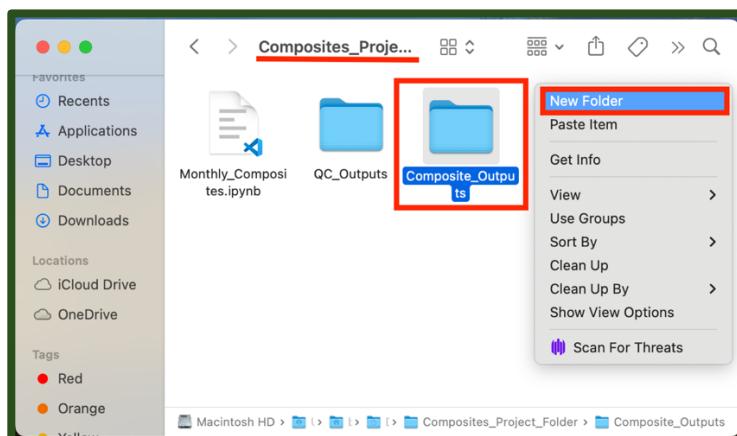 Composites_Proje...
Favorites
Recents
Applications
Desktop
Documents
Downloads
Locations
iCloud Drive
OneDrive
Tags
Red
Orange
Yellow
Monthly_Composi
tes.ipynb
QC_Outputs
Composite_Outpu
ts
New Folder
Paste Item
Get Info
View
Use Groups
Sort By
Clean Up
Clean Up By
Show View Options
Scan For Threats
Macintosh HD › › › › Composites_Project_Folder › Composite_Outputs